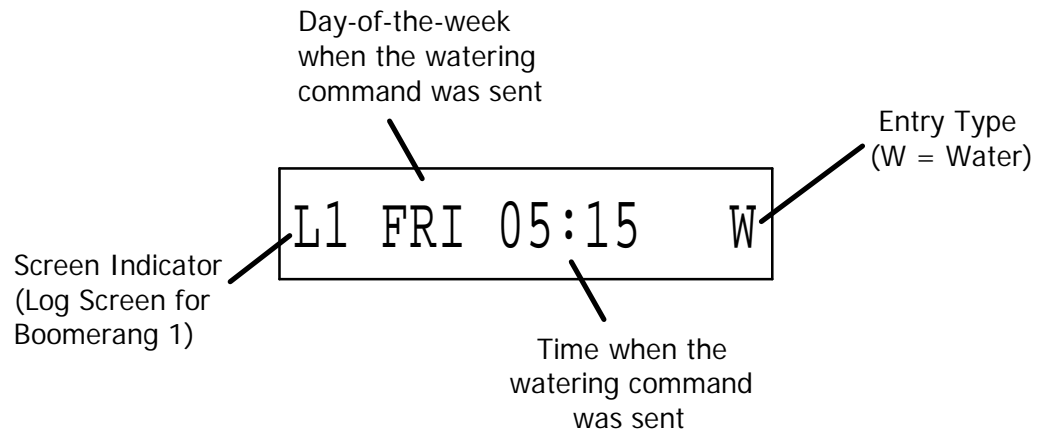 Day-of-the-week
when the watering
command was sent
Entry Type
(W = Water)
L1 FRI 05:15 W
Screen Indicator
(Log Screen for
Boomerang 1)
Time when the
watering command
was sent